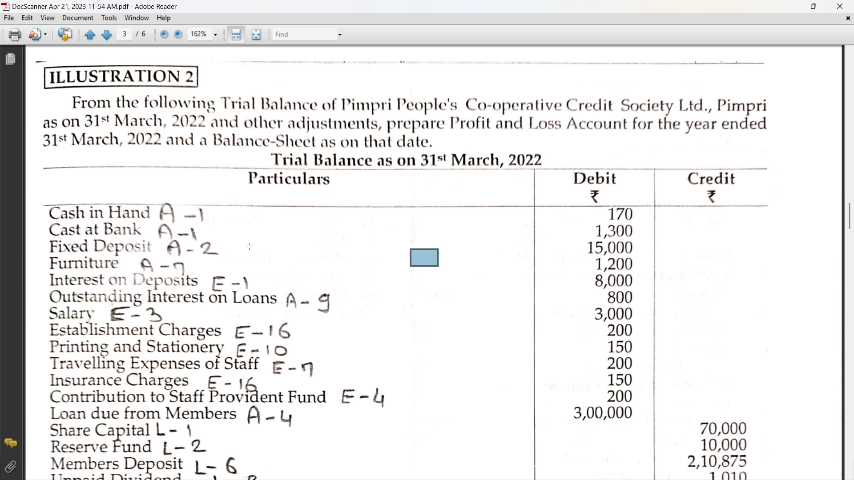 DocScanner Apr 21, 2023 11-54 AM.pdf - Adobe Reader
File Edit View Document Tools Window Help
3 / 6 162% Find
ILLUSTRATION 2
From the following Trial Balance of Pimpri People's Co-operative Credit Society Ltd., Pimpri
as on 31st March, 2022 and other adjustments, prepare Profit and Loss Account for the year ended
31st March, 2022 and a Balance-Sheet as on that date.
Trial Balance as on 31st March, 2022
Particulars Debit Credit
₹ ₹
Cash in Hand A-1 170
Cast at Bank A-1 1,300
Fixed Deposit A-2 15,000
Furniture A-7 1,200
Interest on Deposits E-1 8,000
Outstanding Interest on Loans A-9 800
Salary E-3 3,000
Establishment Charges E-16 200
Printing and Stationery E-10 150
Travelling Expenses of Staff E-7 200
Insurance Charges E-16 150
Contribution to Staff Provident Fund E-4 200
Loan due from Members A-4 3,00,000
Share Capital L-1 70,000
Reserve Fund L-2 10,000
Members Deposit L-6 2,10,875
Unpaid Dividend 1,010